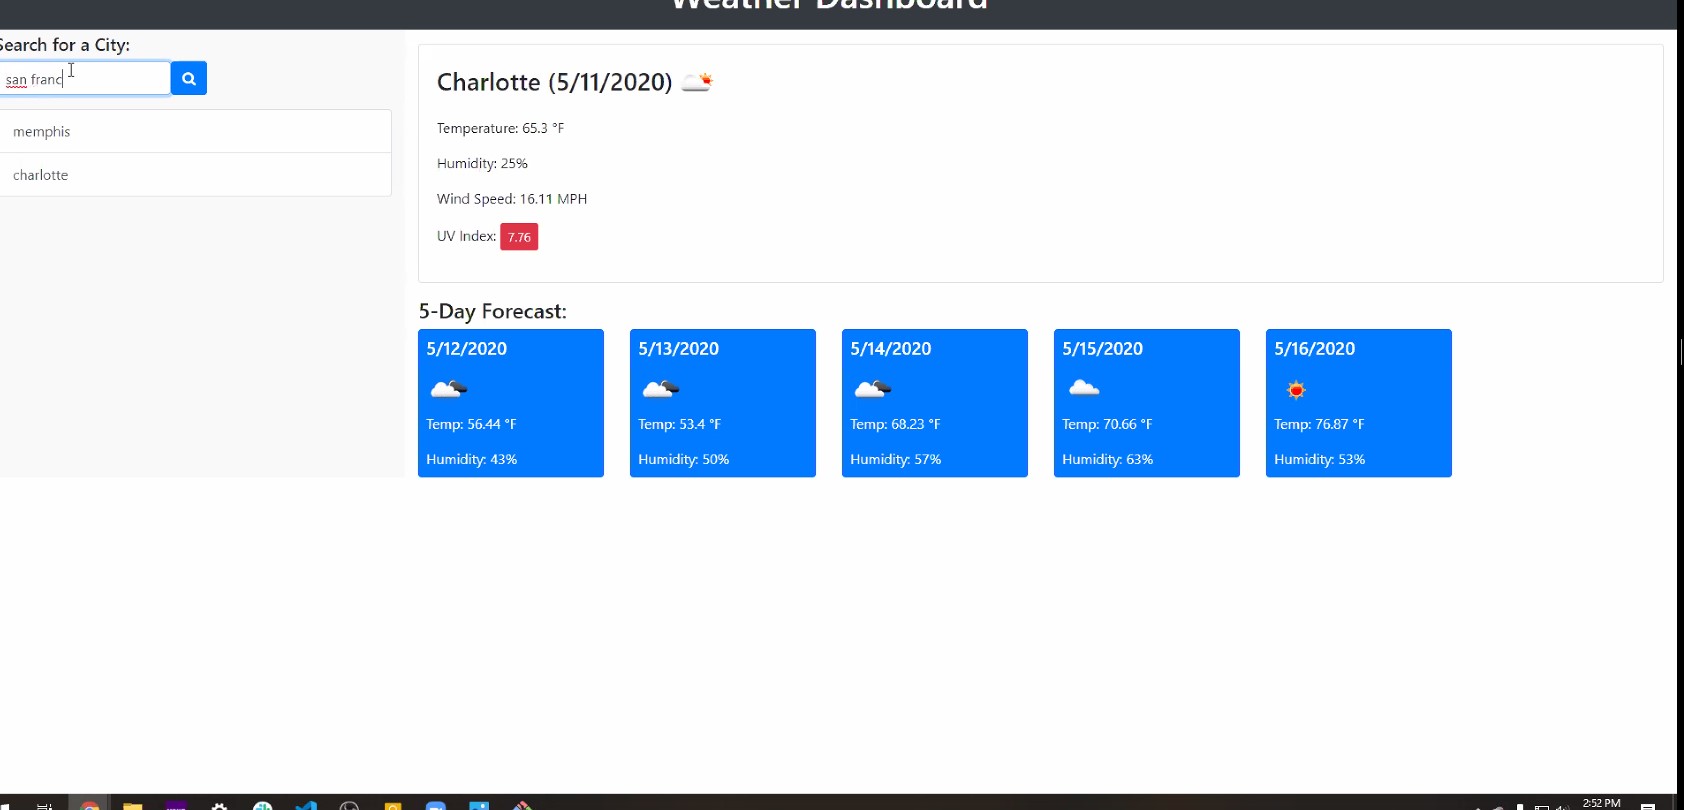 Weather Dashboard
Search for a City:
san franc
memphis
charlotte
Charlotte (5/11/2020)
Temperature: 65.3 °F
Humidity: 25%
Wind Speed: 16.11 MPH
UV Index: 7.76
5-Day Forecast:
5/12/2020
Temp: 56.44 °F
Humidity: 43%
5/13/2020
Temp: 53.4 °F
Humidity: 50%
5/14/2020
Temp: 68.23 °F
Humidity: 57%
5/15/2020
Temp: 70.66 °F
Humidity: 63%
5/16/2020
Temp: 76.87 °F
Humidity: 53%
2:52 PM